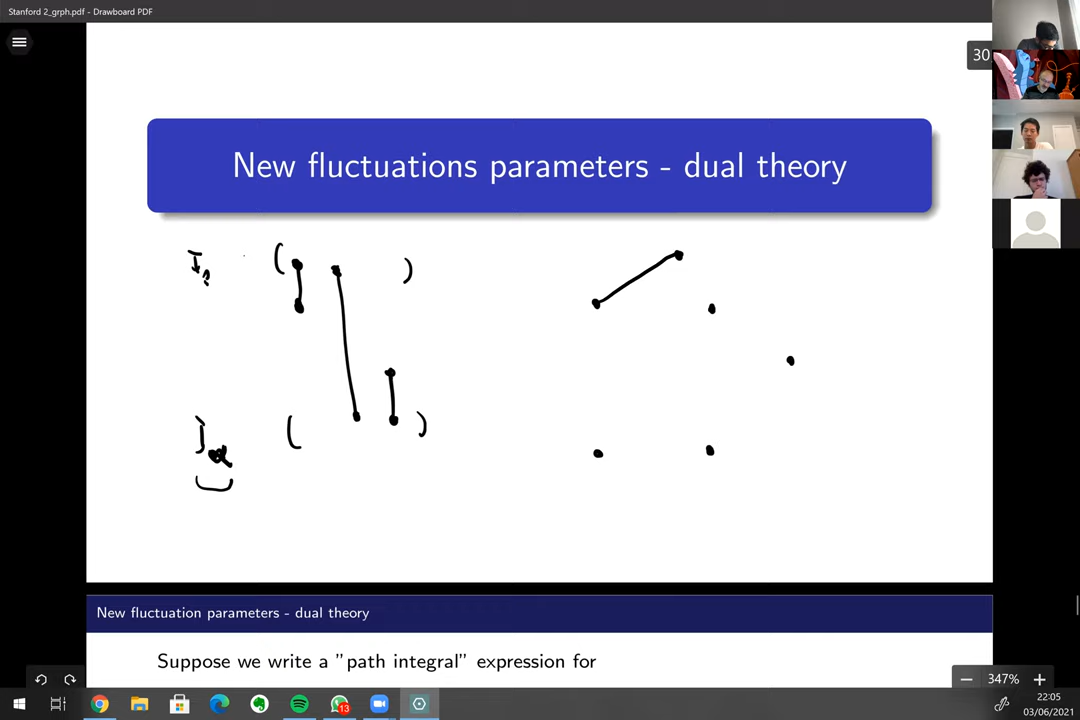 Stanford 2_grph.pdf - Drawboard PDF
30
New fluctuations parameters - dual theory
( )
( )
New fluctuation parameters - dual theory
Suppose we write a "path integral" expression for
347%
13
22:05
03/06/2021